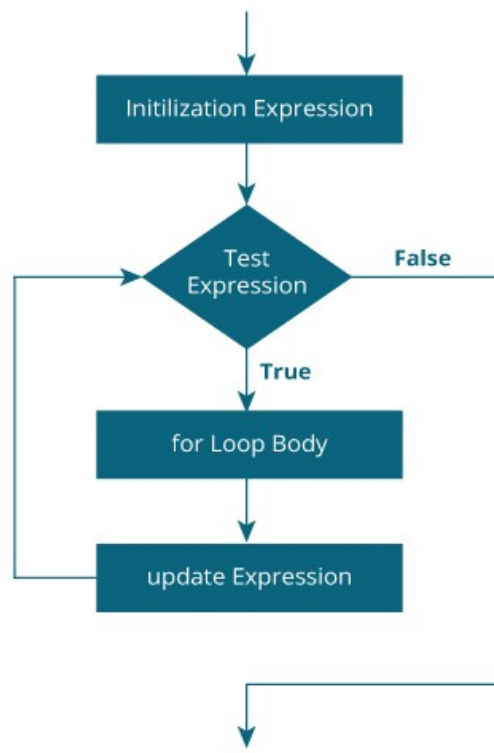 Initilization Expression
Test
Expression
False
True
for Loop Body
update Expression